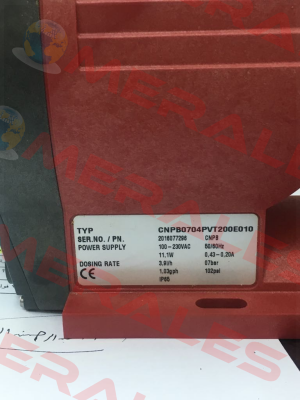 MERALES
TYP CNPB0704PVT200E010
SER.NO. / PN. 2018077298 CNPB
POWER SUPPLY 100 - 230VAC 50/60Hz
11,1W 0,43 - 0,20A
DOSING RATE 3,9l/h 07bar
CE 1,03gph 102psi
IP65